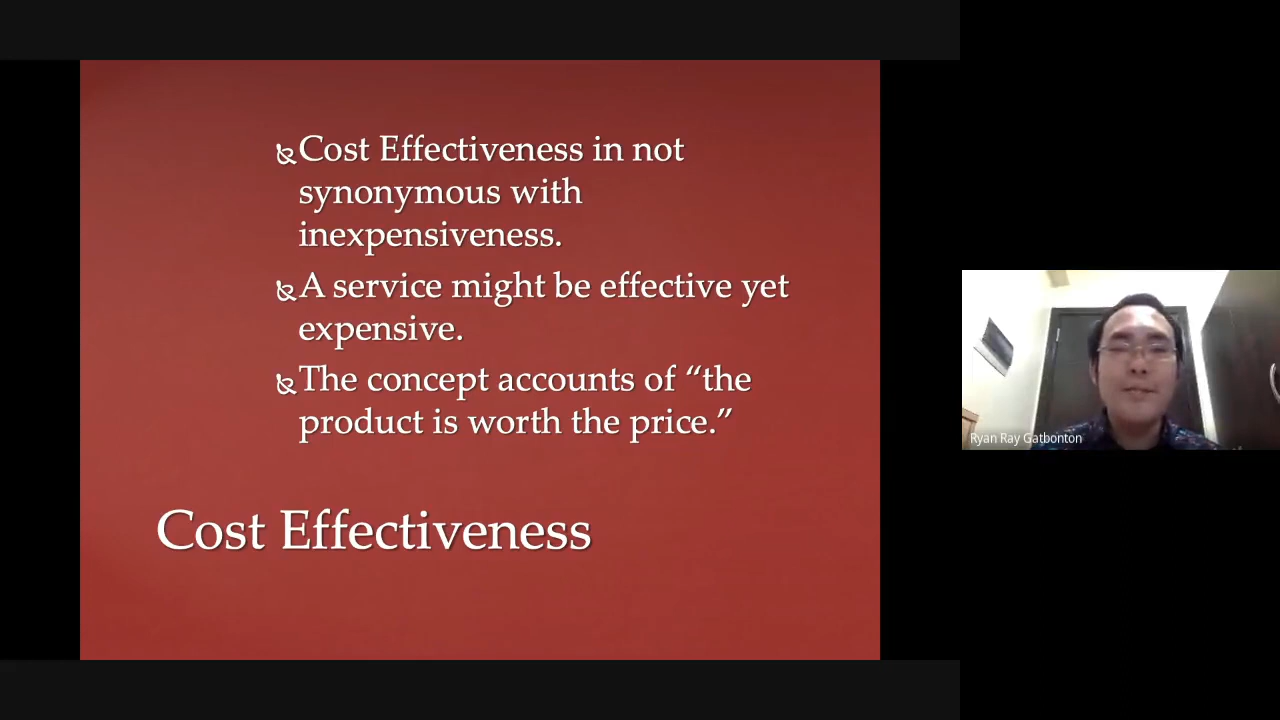 Cost Effectiveness in not
synonymous with
inexpensiveness.
A service might be effective yet
expensive.
The concept accounts of “the
product is worth the price.”
Cost Effectiveness
Ryan Ray Gatbonton